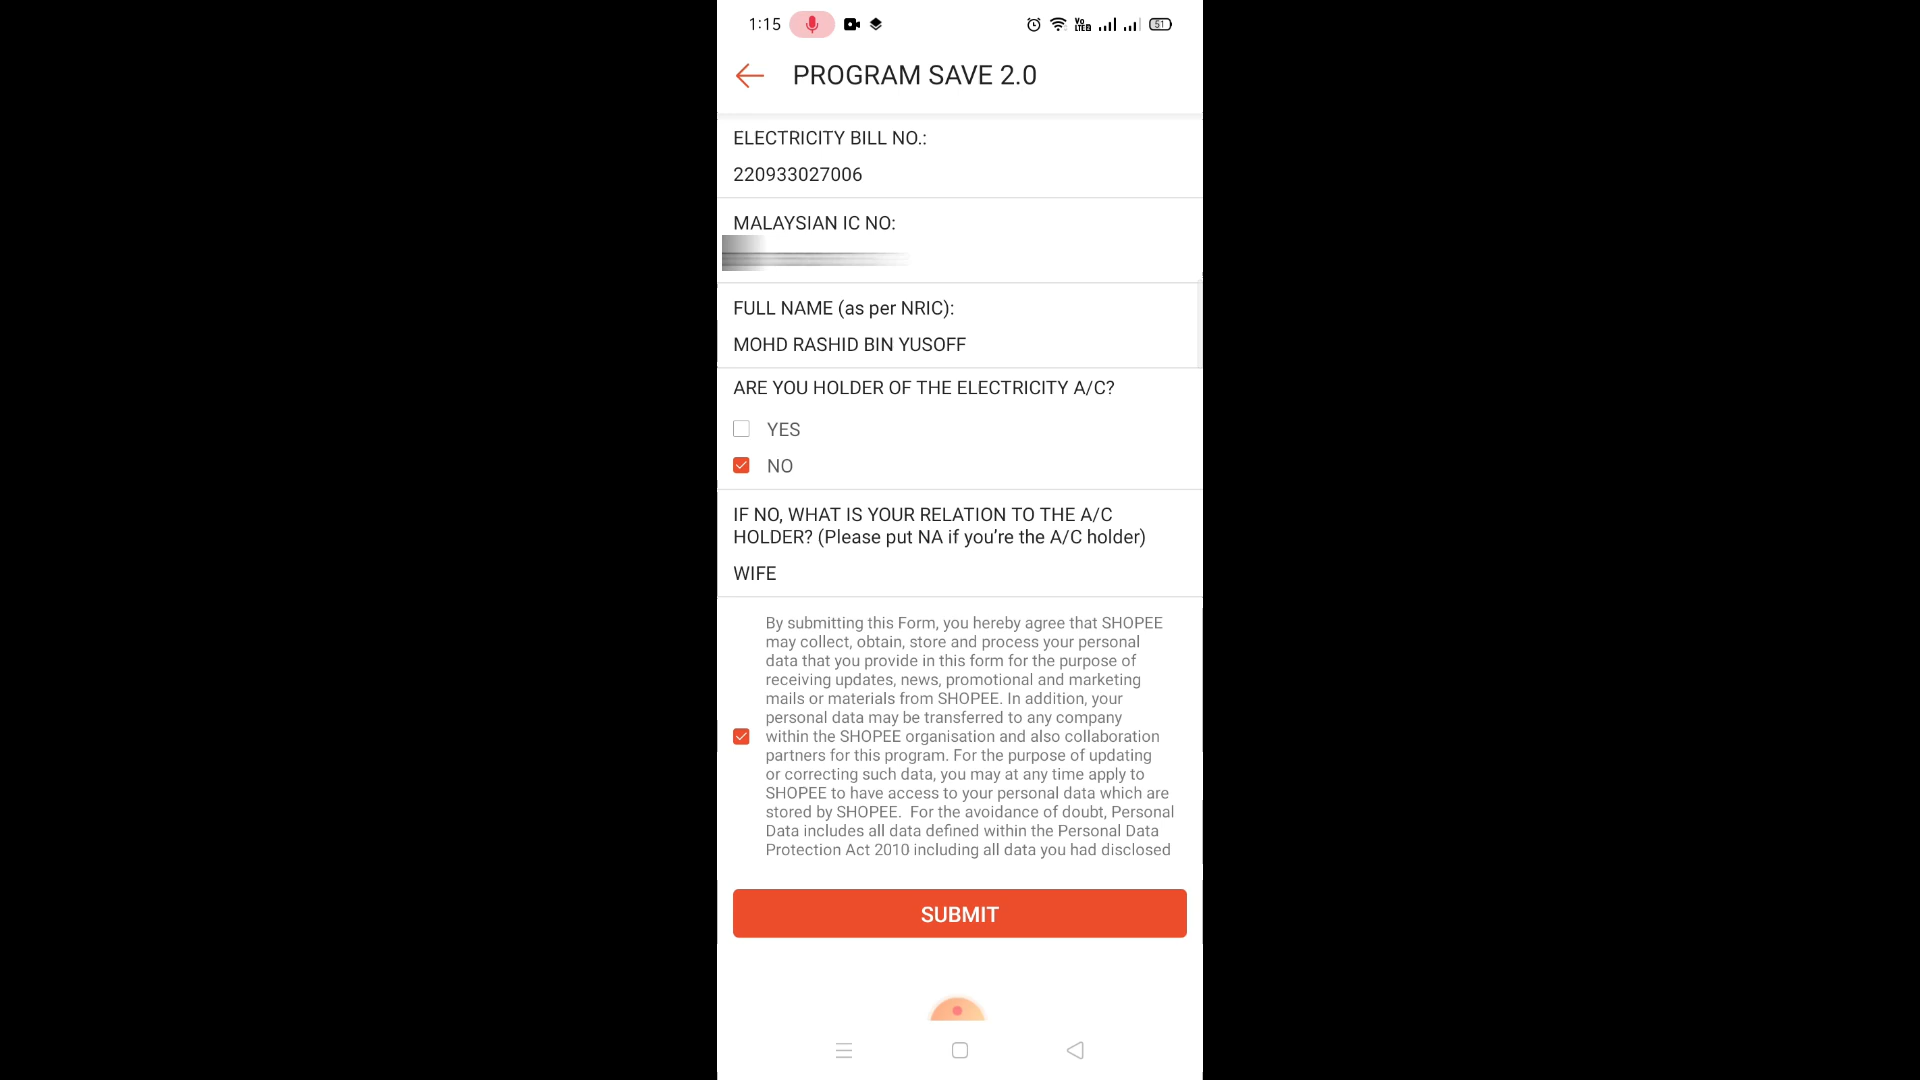 1:15
51
PROGRAM SAVE 2.0
ELECTRICITY BILL NO.:
220933027006
MALAYSIAN IC NO:
FULL NAME (as per NRIC):
MOHD RASHID BIN YUSOFF
ARE YOU HOLDER OF THE ELECTRICITY A/C?
YES
NO
IF NO, WHAT IS YOUR RELATION TO THE A/C
HOLDER? (Please put NA if you’re the A/C holder)
WIFE
By submitting this Form, you hereby agree that SHOPEE
may collect, obtain, store and process your personal
data that you provide in this form for the purpose of
receiving updates, news, promotional and marketing
mails or materials from SHOPEE. In addition, your
personal data may be transferred to any company
within the SHOPEE organisation and also collaboration
partners for this program. For the purpose of updating
or correcting such data, you may at any time apply to
SHOPEE to have access to your personal data which are
stored by SHOPEE.  For the avoidance of doubt, Personal
Data includes all data defined within the Personal Data
Protection Act 2010 including all data you had disclosed
SUBMIT